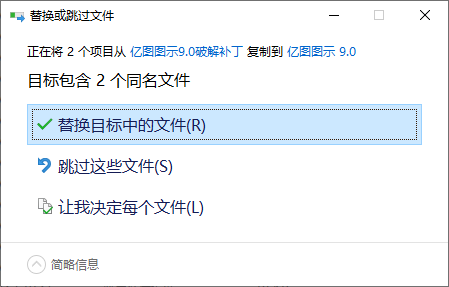 替换或跳过文件
正在将 2 个项目从 亿图图示9.0破解补丁 复制到 亿图图示 9.0
目标包含 2 个同名文件
替换目标中的文件(R)
跳过这些文件(S)
让我决定每个文件(L)
简略信息